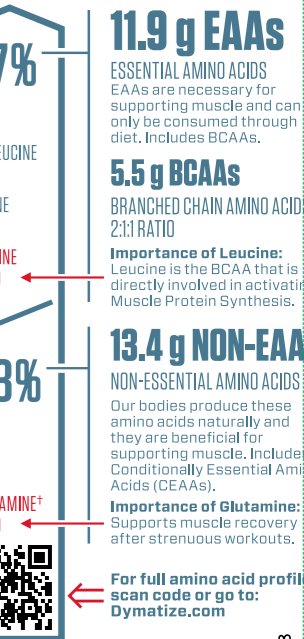 11.9 g EAAs
7%
ESSENTIAL AMINO ACIDS
EAAs are necessary for
supporting muscle and can
only be consumed through
diet. Includes BCAAs.
EUCINE
5.5 g BCAAs
NE
BRANCHED CHAIN AMINO ACID
2:1:1 RATIO
INE
Importance of Leucine:
Leucine is the BCAA that is
directly involved in activatin
Muscle Protein Synthesis.
13.4 g NON-EAA
3%
NON-ESSENTIAL AMINO ACIDS
Our bodies produce these
amino acids naturally and
they are beneficial for
supporting muscle. Include
Conditionally Essential Ami
Acids (CEAAs).
AMINE†
Importance of Glutamine:
Supports muscle recovery
after strenuous workouts.
For full amino acid profil
scan code or go to:
Dymatize.com